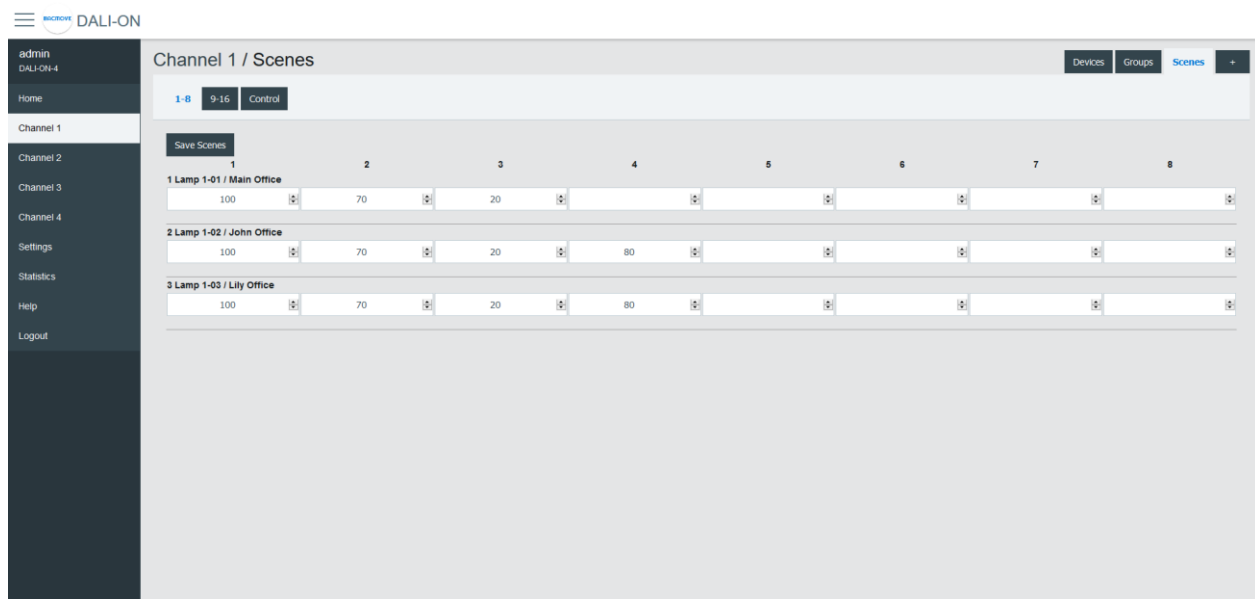 DALI-ON
admin
DALI-ON-4
Home
Channel 1
Channel 2
Channel 3
Channel 4
Settings
Statistics
Help
Logout
Channel 1 / Scenes
Devices Groups Scenes +
1-8 9-16 Control
Save Scenes
1 2 3 4 5 6 7 8
1 Lamp 1-01 / Main Office
100 70 20
2 Lamp 1-02 / John Office
100 70 20 80
3 Lamp 1-03 / Lily Office
100 70 20 80